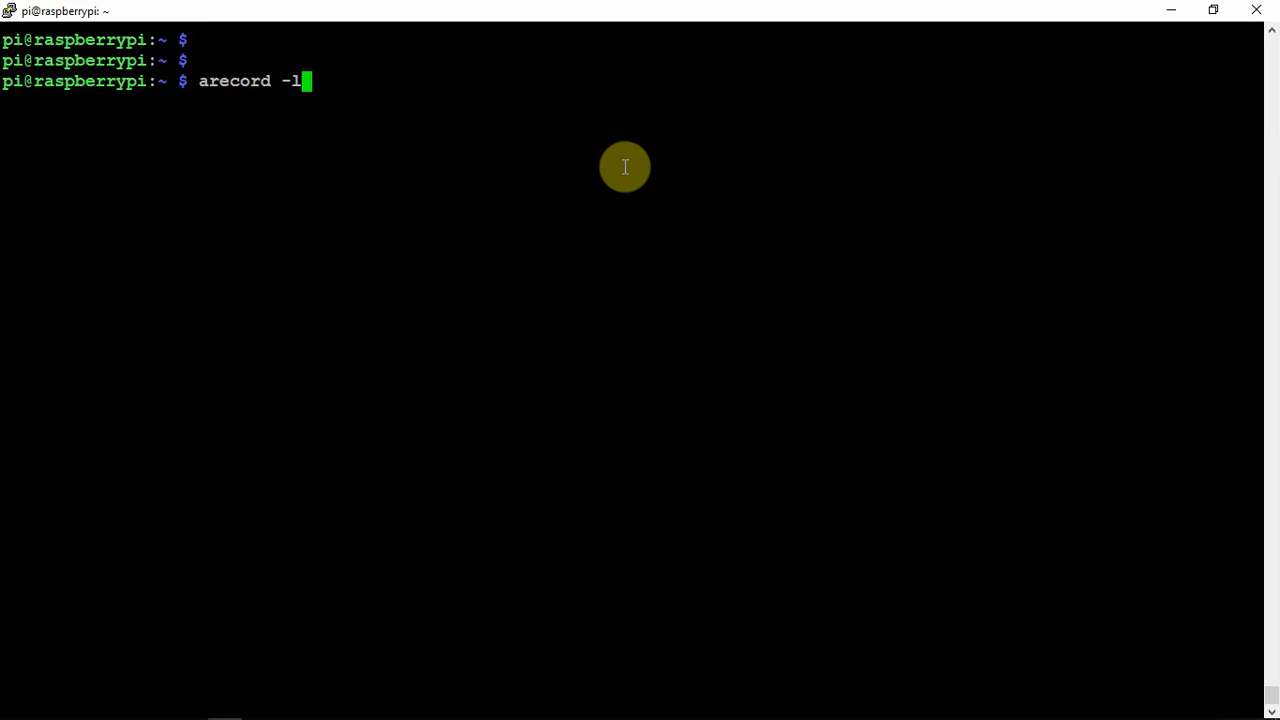 pi@raspberrypi: ~
pi@raspberrypi:~ $
pi@raspberrypi:~ $
pi@raspberrypi:~ $ arecord -l